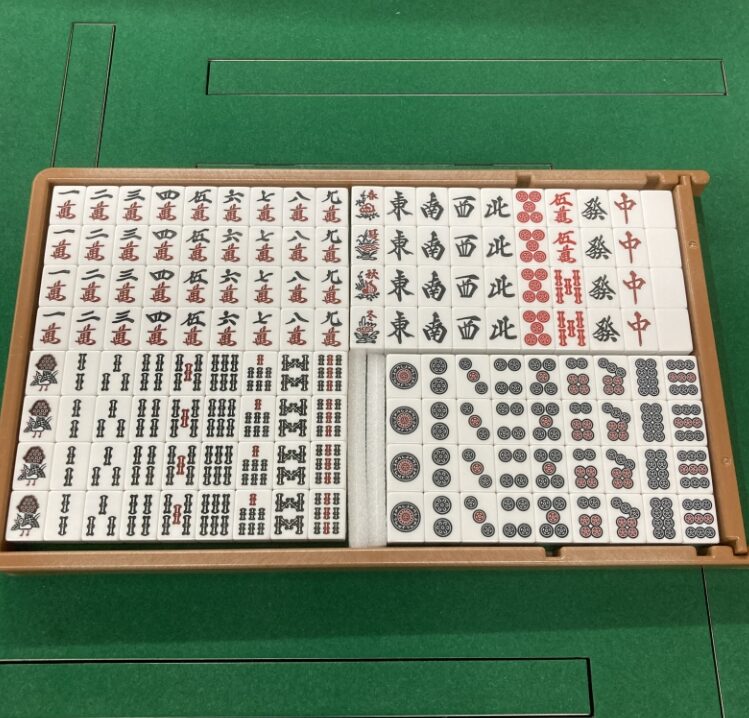 一萬 二萬 三萬 四萬 伍萬 六萬 七萬 八萬 九萬 春 東 南 西 北 伍萬 發 中
一萬 二萬 三萬 四萬 伍萬 六萬 七萬 八萬 九萬 東 南 西 北 伍萬 發 中
一萬 二萬 三萬 四萬 伍萬 六萬 七萬 八萬 九萬 秋 東 南 西 北 發 中
一萬 二萬 三萬 四萬 伍萬 六萬 七萬 八萬 九萬 冬 東 南 西 北 發 中